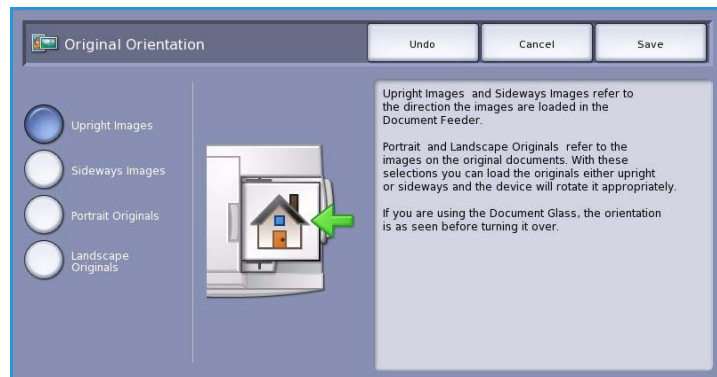 Original Orientation
Undo
Cancel
Save
Upright Images
Sideways Images
Portrait Originals
Landscape
Originals
Upright Images and Sideways Images refer to
the direction the images are loaded in the
Document Feeder.
Portrait and Landscape Originals refer to the
images on the original documents. With these
selections you can load the originals either upright
or sideways and the device will rotate it appropriately.
If you are using the Document Glass, the orientation
is as seen before turning it over.